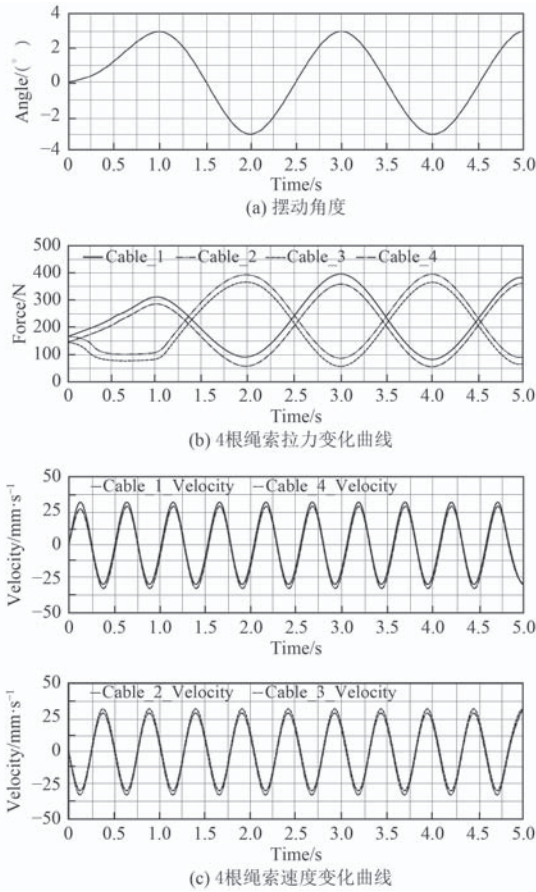 4
2
0
−2
−4
Angle/(°)
0 0.5 1.0 1.5 2.0 2.5 3.0 3.5 4.0 4.5 5.0
Time/s
(a) 摆动角度
500
400
300
200
100
0
Force/N
Cable_1 Cable_2 Cable_3 Cable_4
0 0.5 1.0 1.5 2.0 2.5 3.0 3.5 4.0 4.5 5.0
Time/s
(b) 4根绳索拉力变化曲线
50
25
0
−25
−50
Velocity/mm·s⁻¹
Cable_1_Velocity Cable_4_Velocity
0 0.5 1.0 1.5 2.0 2.5 3.0 3.5 4.0 4.5 5.0
Time/s
50
25
0
−25
−50
Velocity/mm·s⁻¹
Cable_2_Velocity Cable_3_Velocity
0 0.5 1.0 1.5 2.0 2.5 3.0 3.5 4.0 4.5 5.0
Time/s
(c) 4根绳索速度变化曲线